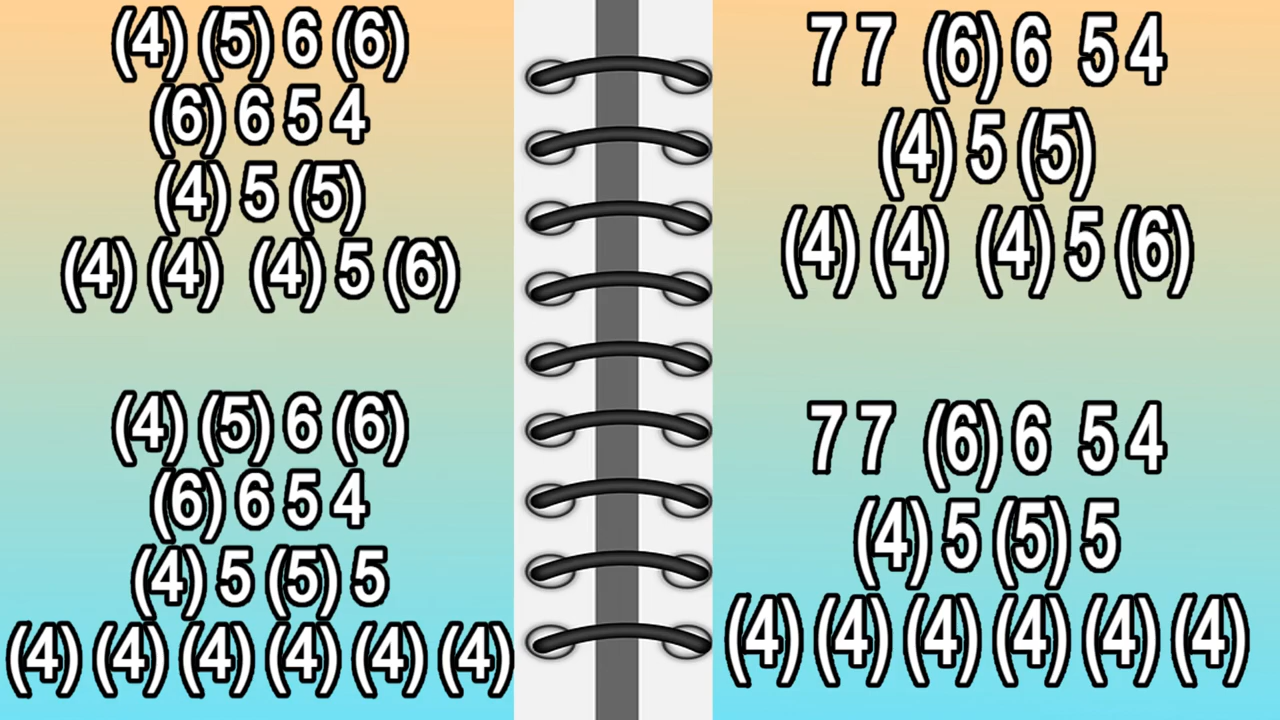 (4) (5) 6 (6)
(6) 6 5 4
(4) 5 (5)
(4) (4) (4) 5 (6)
(4) (5) 6 (6)
(6) 6 5 4
(4) 5 (5) 5
(4) (4) (4) (4) (4) (4)
7 7 (6) 6 5 4
(4) 5 (5)
(4) (4) (4) 5 (6)
7 7 (6) 6 5 4
(4) 5 (5) 5
(4) (4) (4) (4) (4) (4)